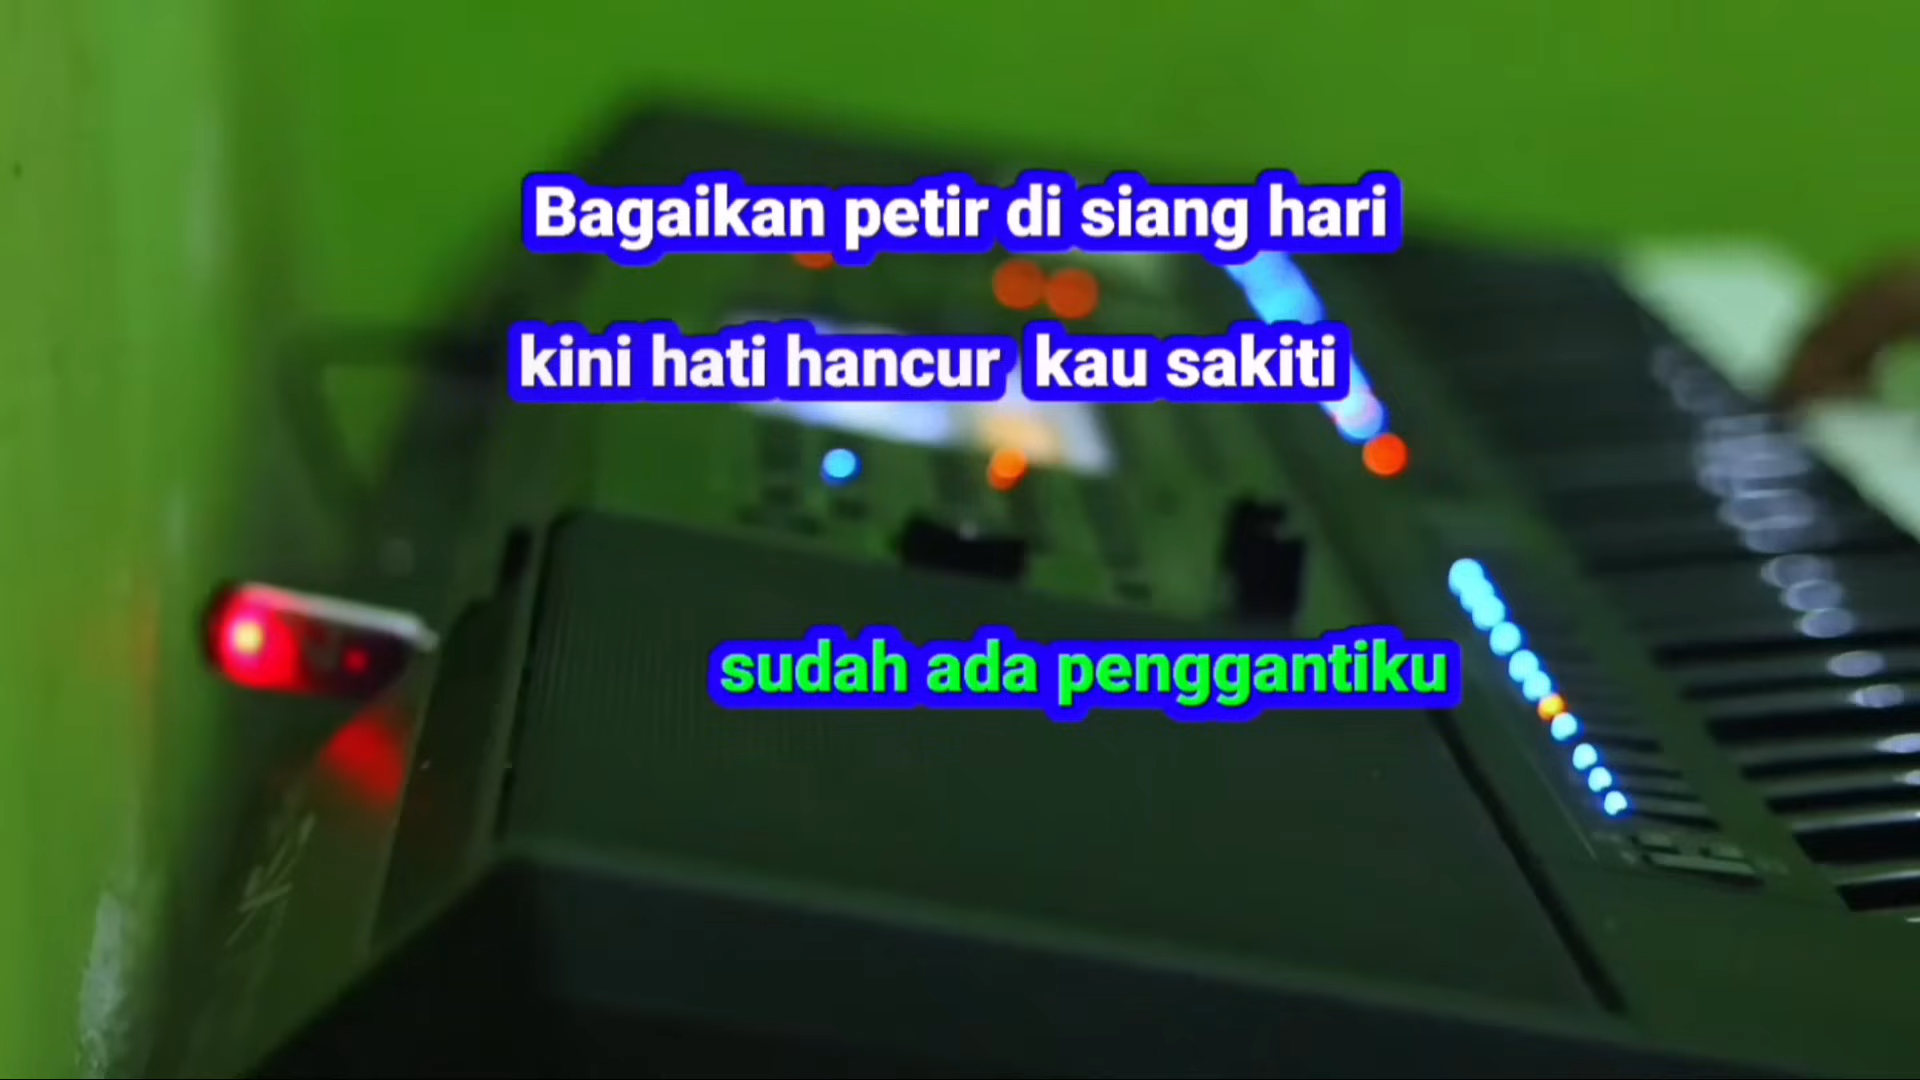 Bagaikan petir di siang hari
kini hati hancur kau sakiti
sudah ada penggantiku